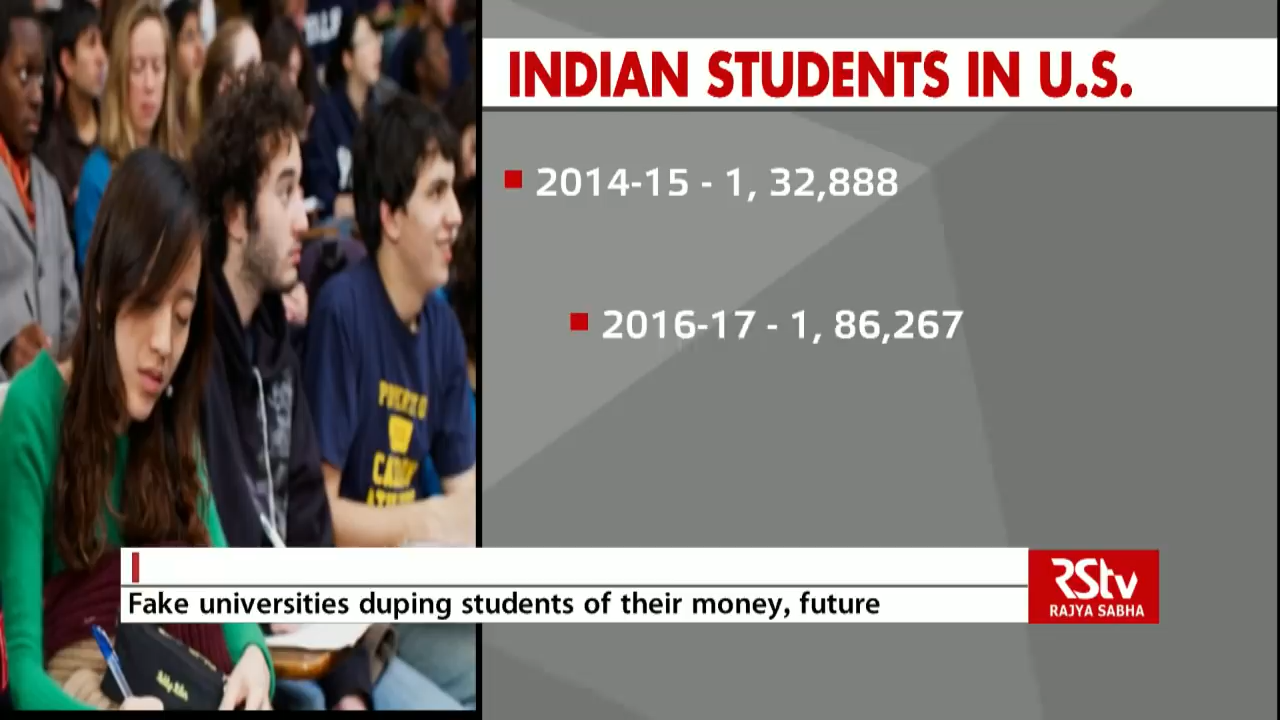 INDIAN STUDENTS IN U.S.
2014-15 - 1, 32,888
2016-17 - 1, 86,267
Fake universities duping students of their money, future
RStv
RAJYA SABHA